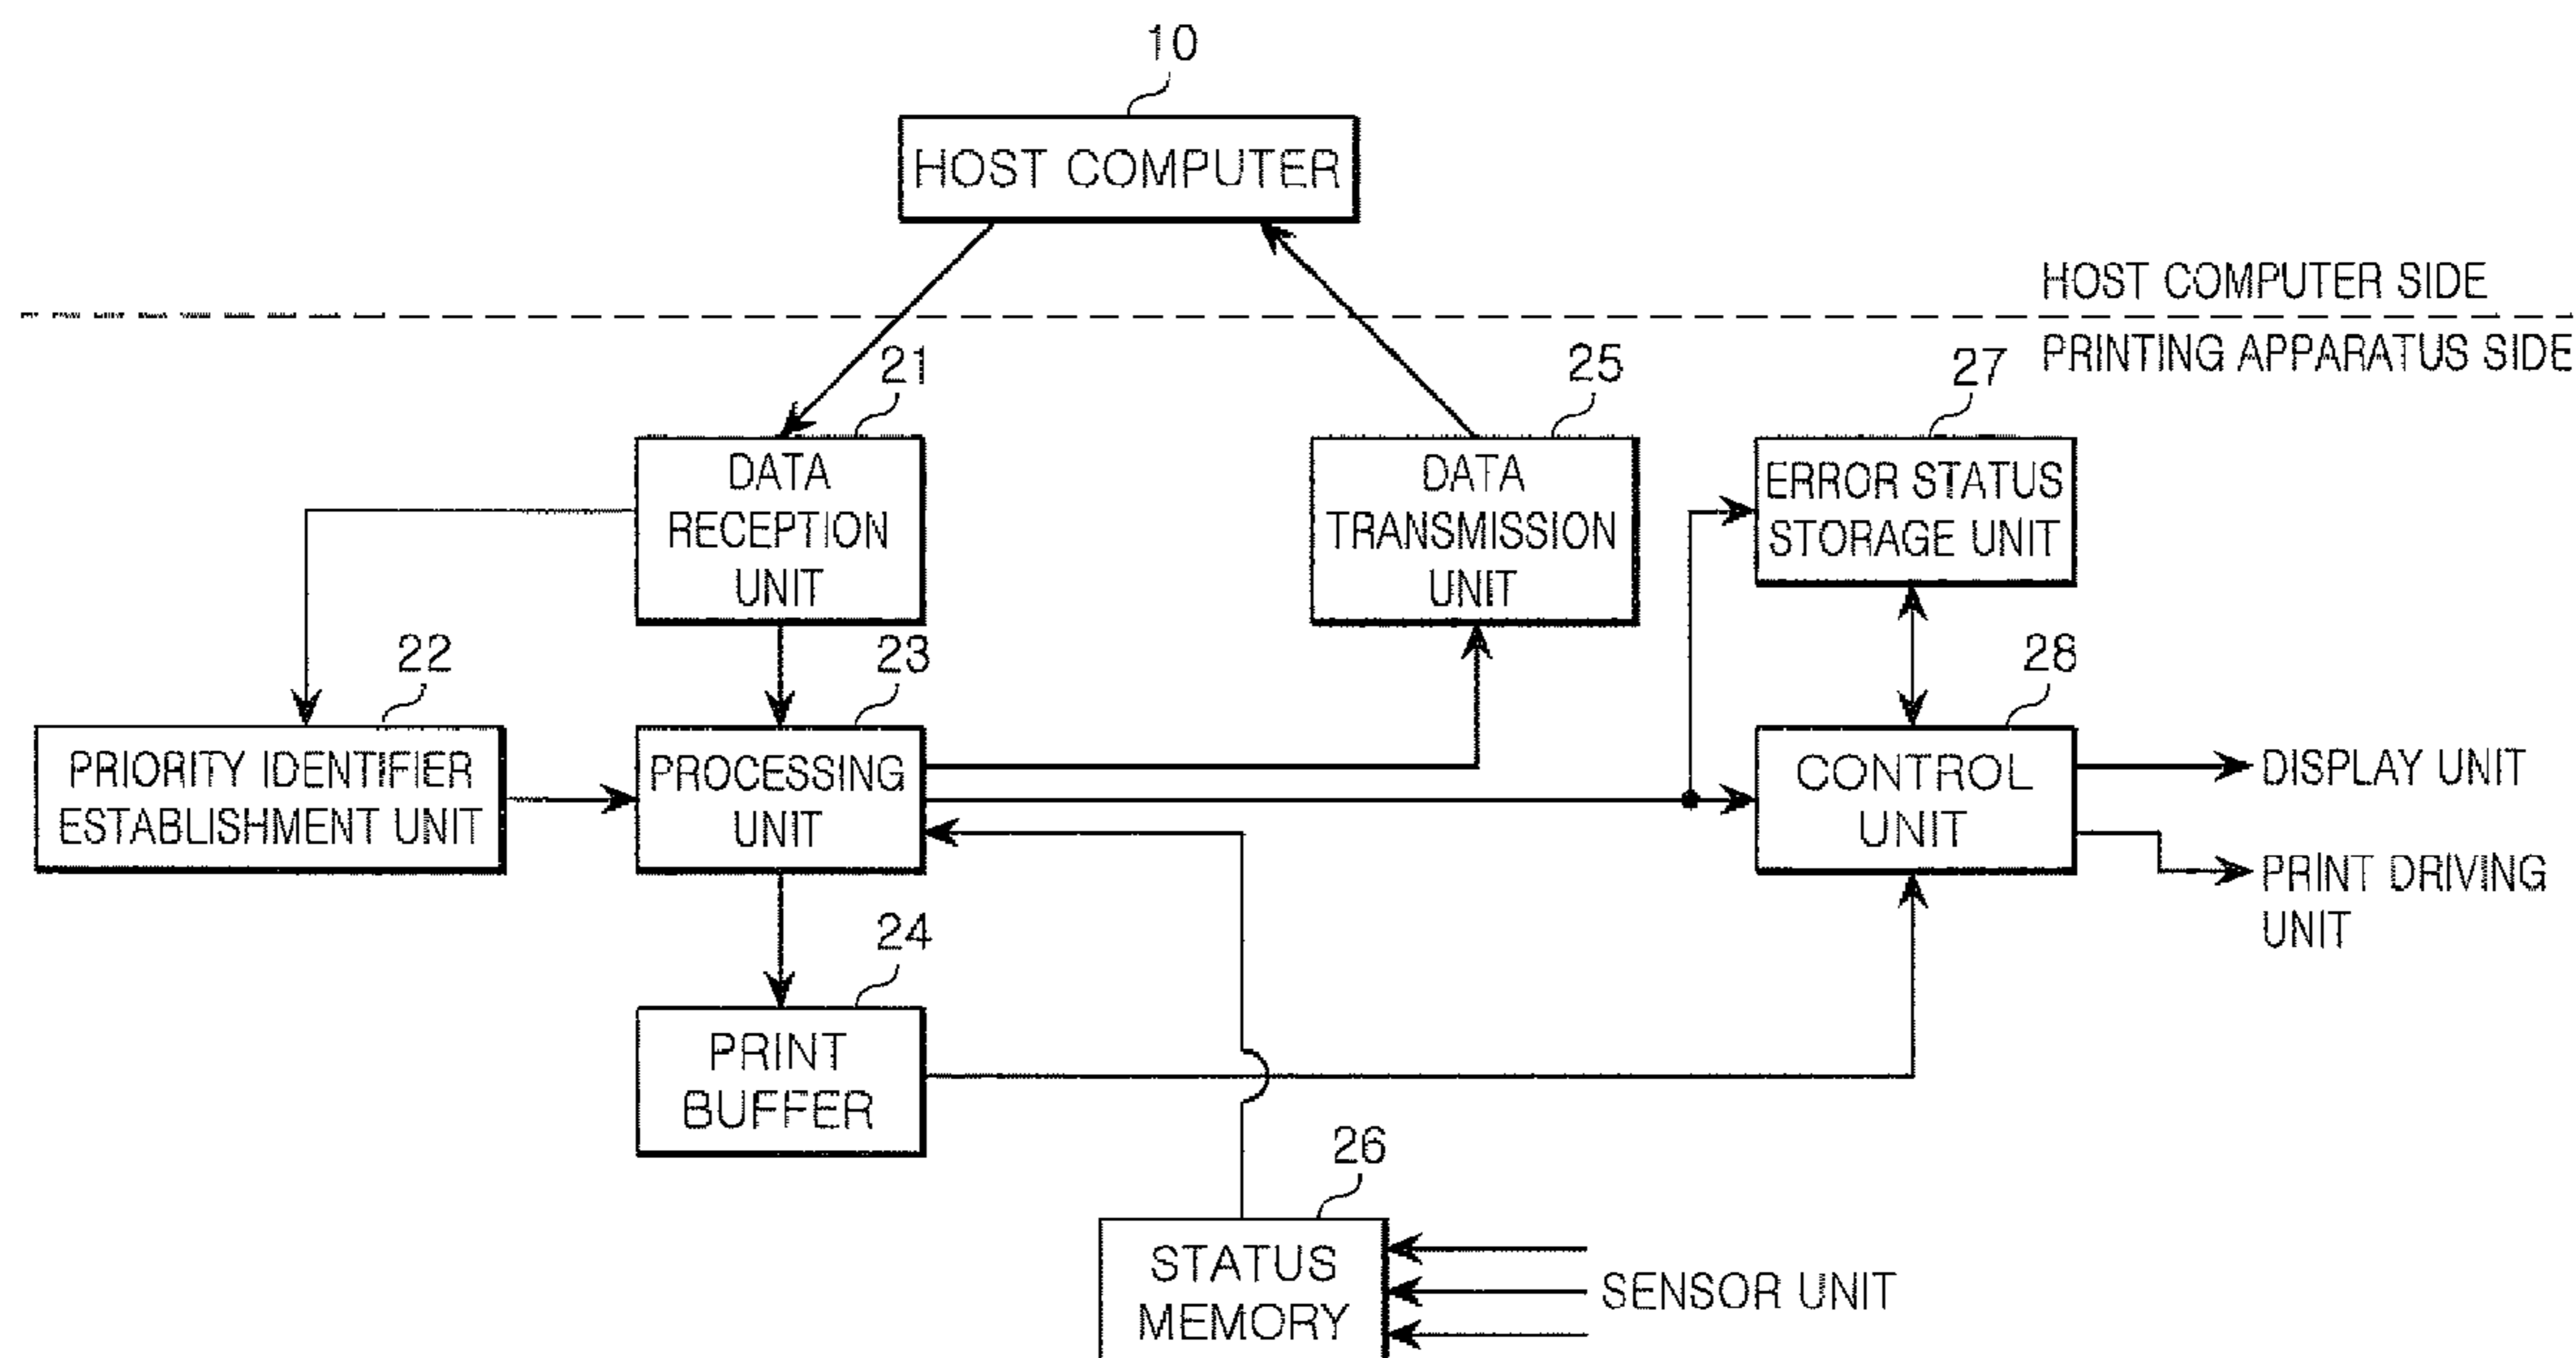 10
HOST COMPUTER
HOST COMPUTER SIDE
PRINTING APPARATUS SIDE
21
DATA
RECEPTION
UNIT
25
DATA
TRANSMISSION
UNIT
27
ERROR STATUS
STORAGE UNIT
22
PRIORITY IDENTIFIER
ESTABLISHMENT UNIT
23
PROCESSING
UNIT
28
CONTROL
UNIT
DISPLAY UNIT
PRINT DRIVING
UNIT
24
PRINT
BUFFER
26
STATUS
MEMORY
SENSOR UNIT